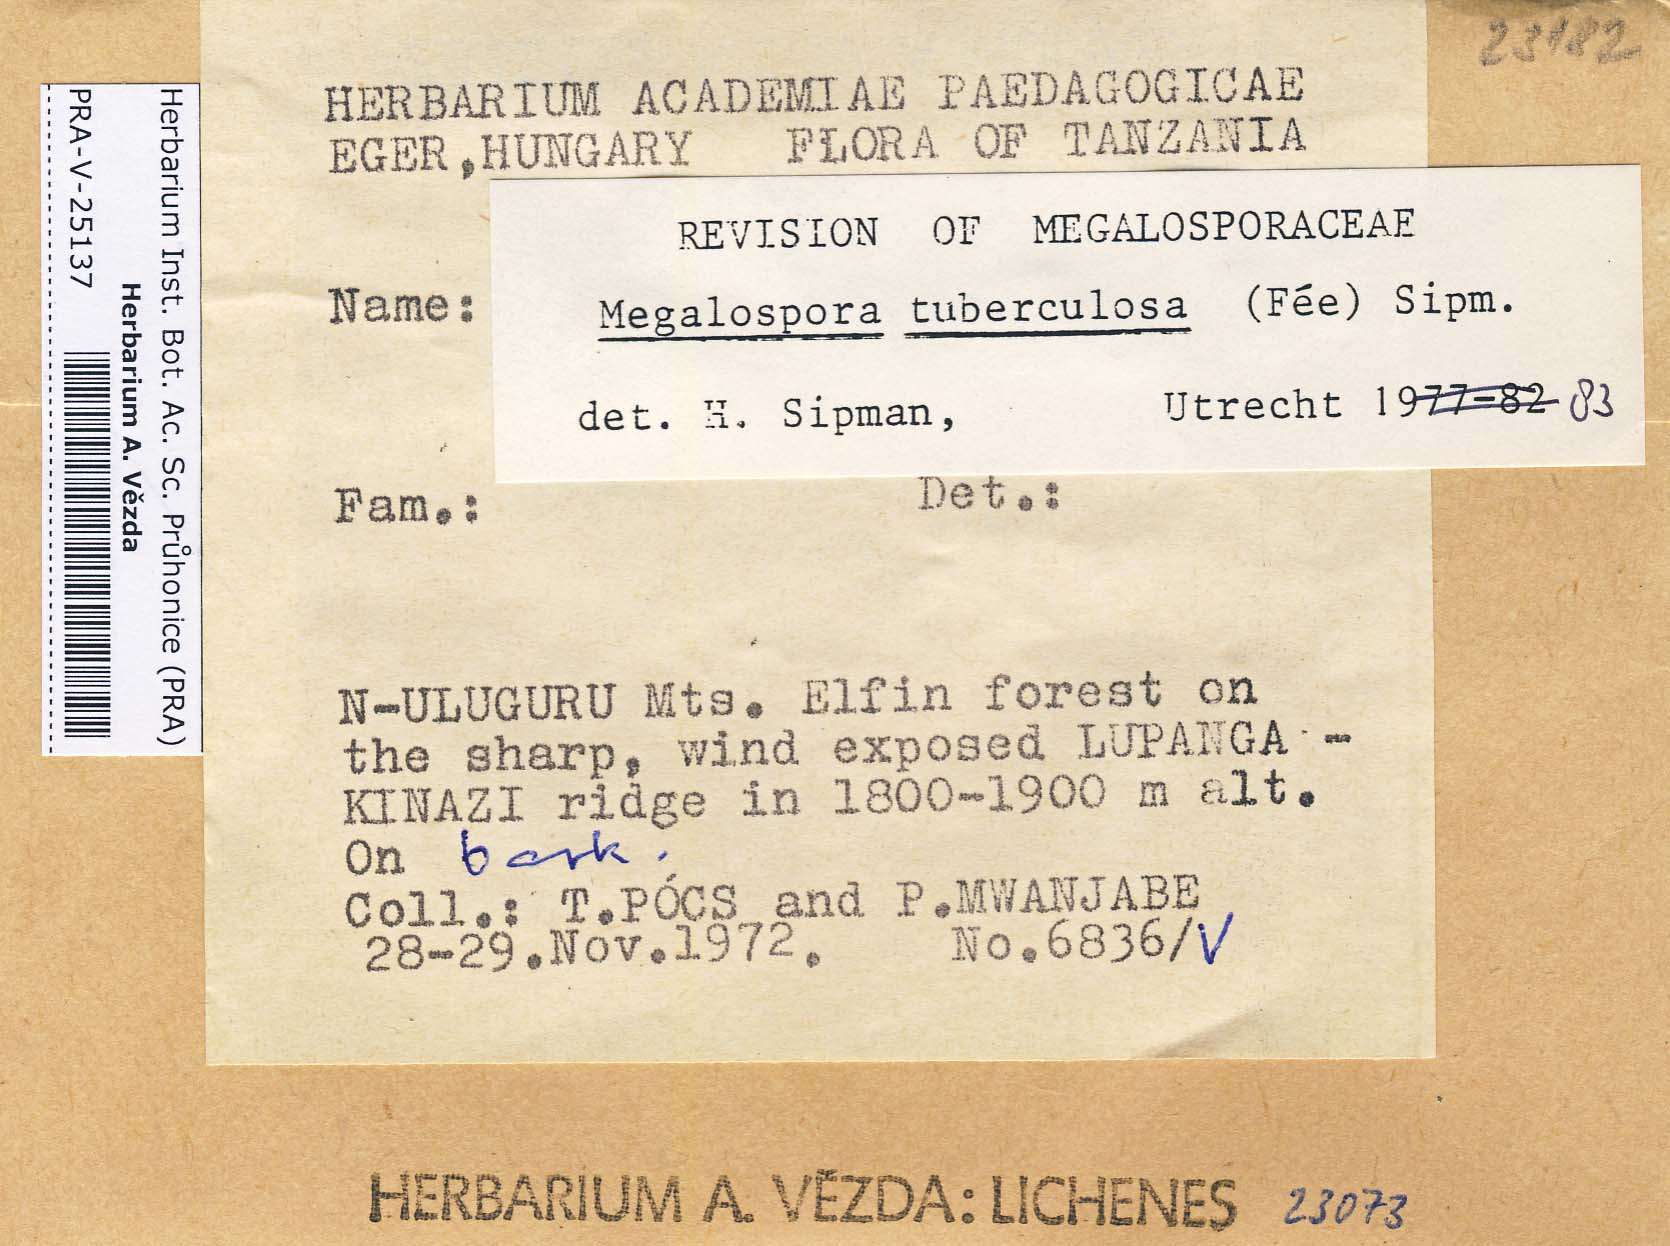 23182
HERBARIUM ACADEMIAE PAEDAGOGICAE
EGER, HUNGARY FLORA OF TANZANIA
REVISION OF MEGALOSPORACEAE
Name:
Megalospora tuberculosa (Fée) Sipm.
det. H. Sipman, Utrecht 1977-82 83
Fam.: Det.:
N-ULUGURU Mts. Elfin forest on
the sharp, wind exposed LUPANGA -
KINAZI ridge in 1800-1900 m alt.
On bark.
Coll.: T.PÓCS and P.MWANJABE
28-29.Nov.1972. No.6836/V
HERBARIUM A. VĚZDA: LICHENES 23073
Herbarium Inst. Bot. Ac. Sc. Průhonice (PRA)
Herbarium A. Vězda
PRA-V-25137